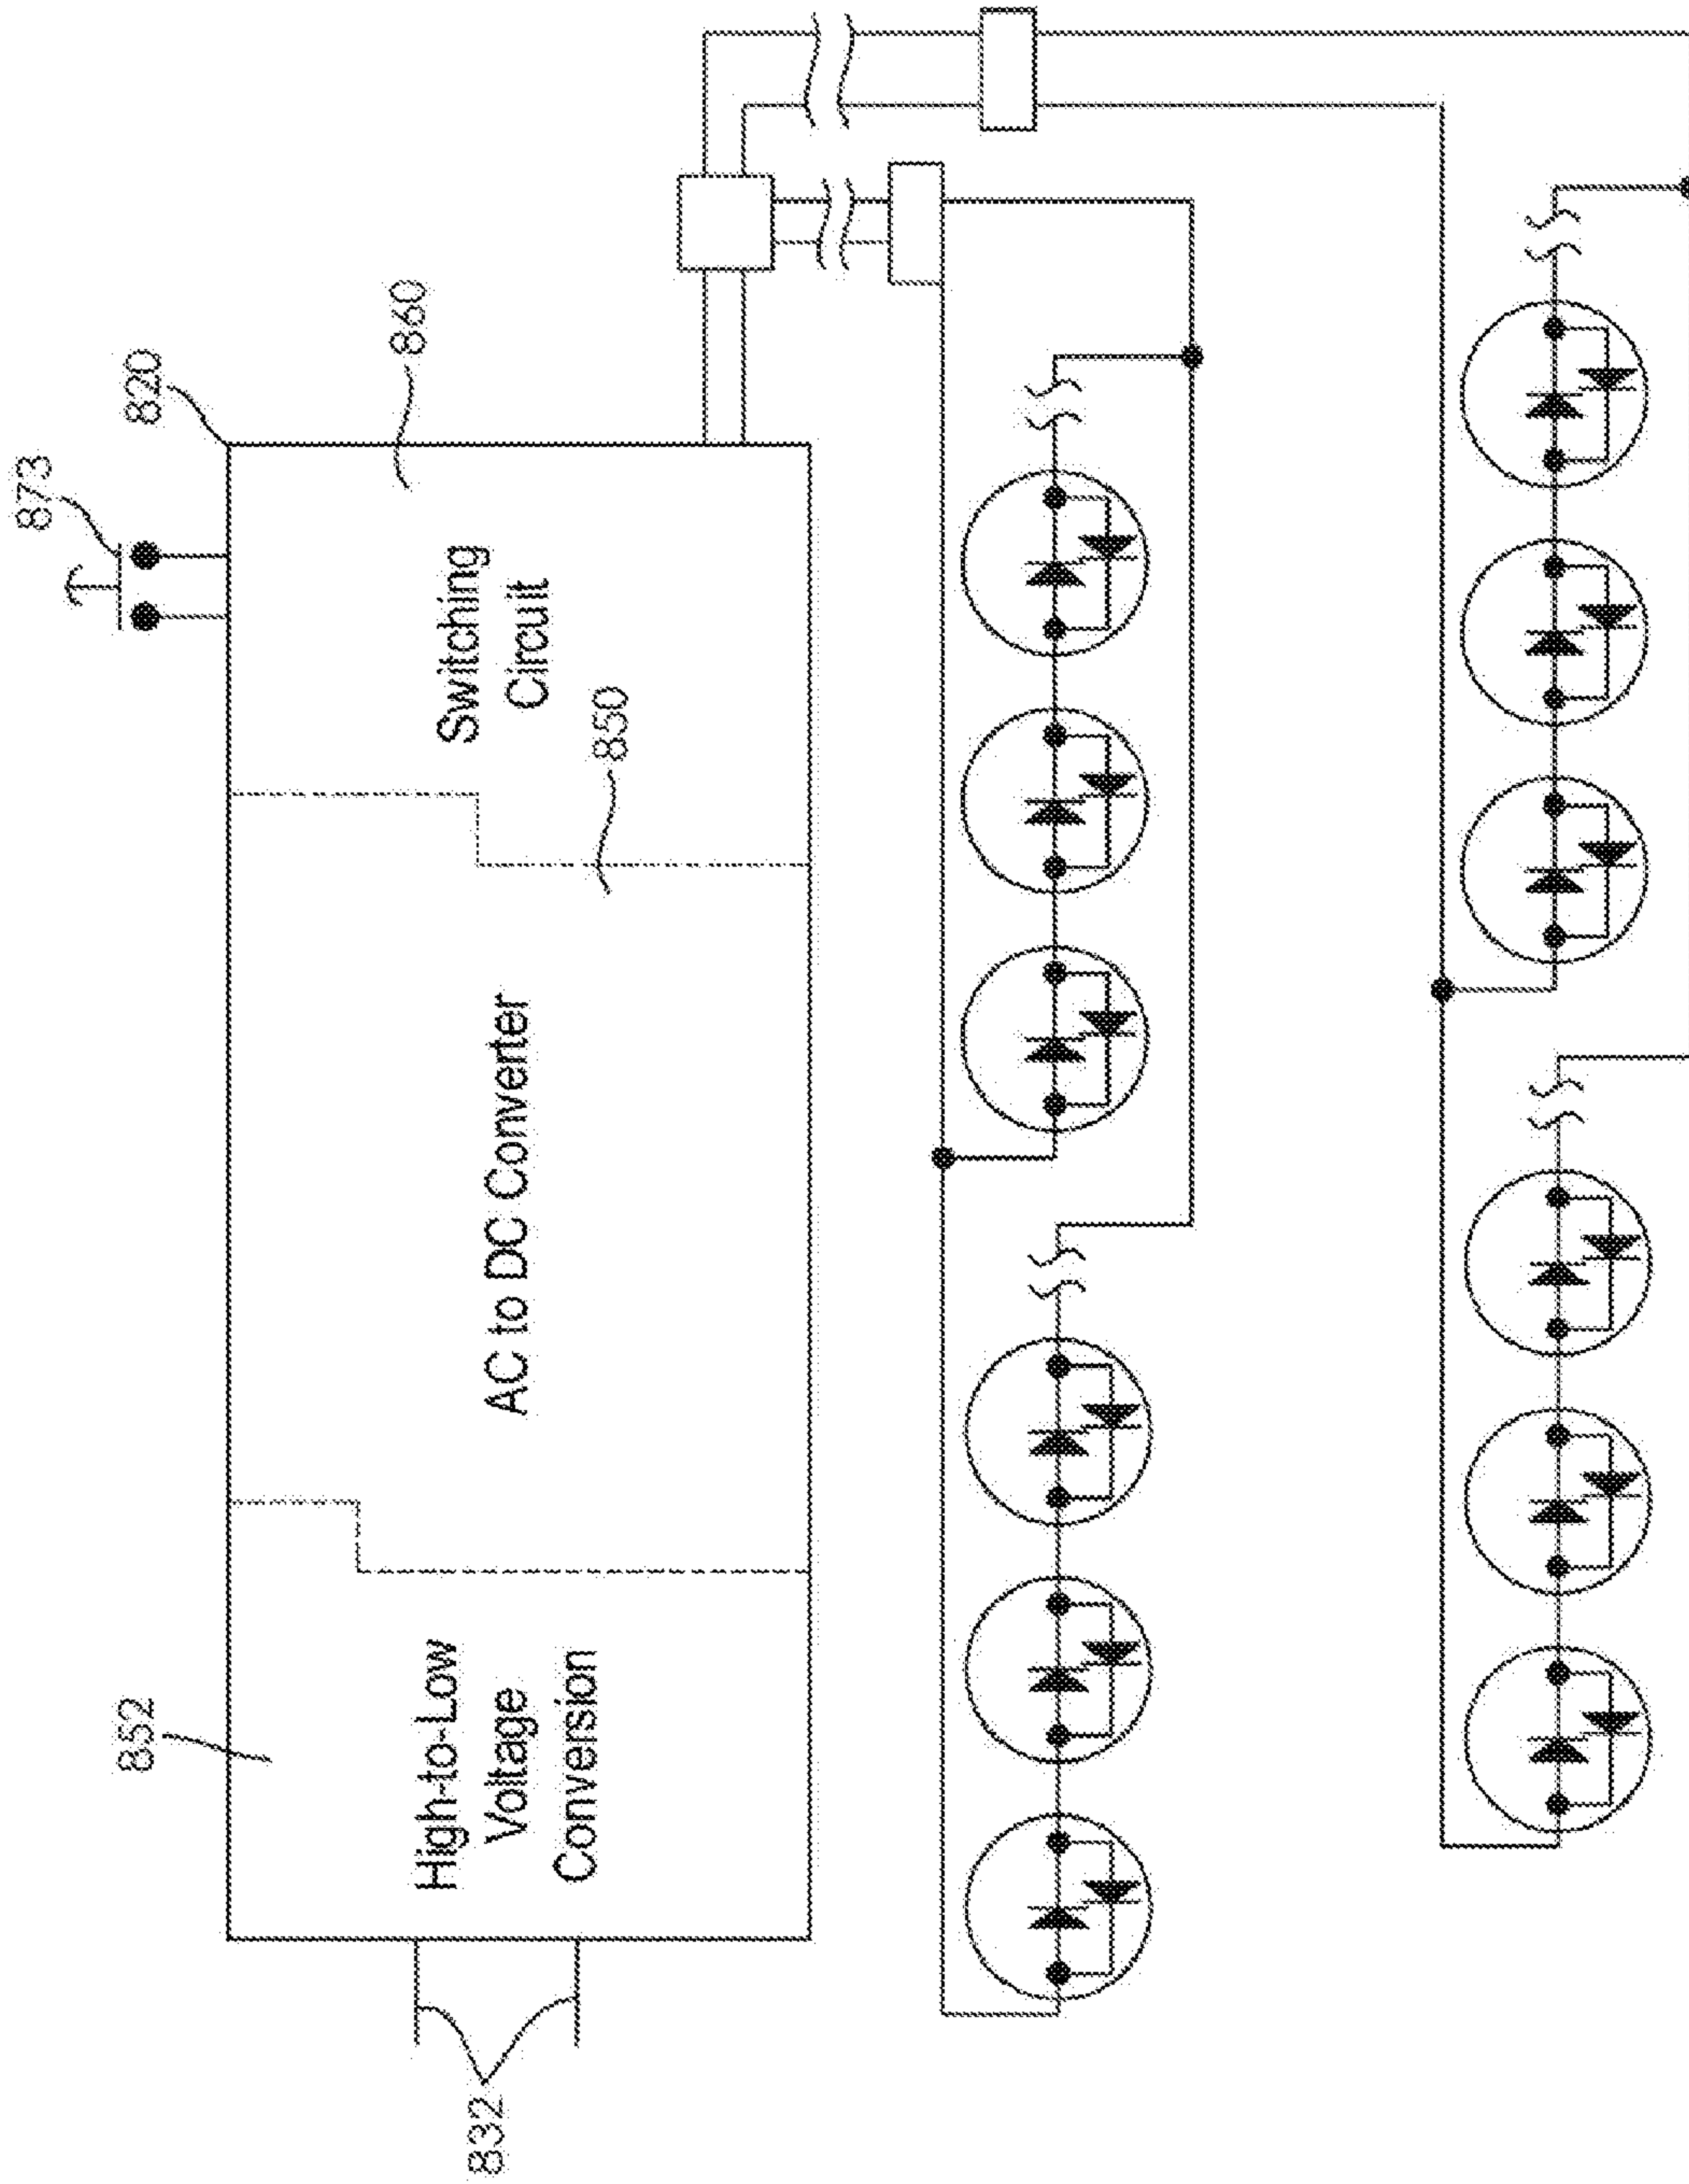 873
820
860
Switching
Circuit
850
AC to DC Converter
852
High-to-Low
Voltage
Conversion
832